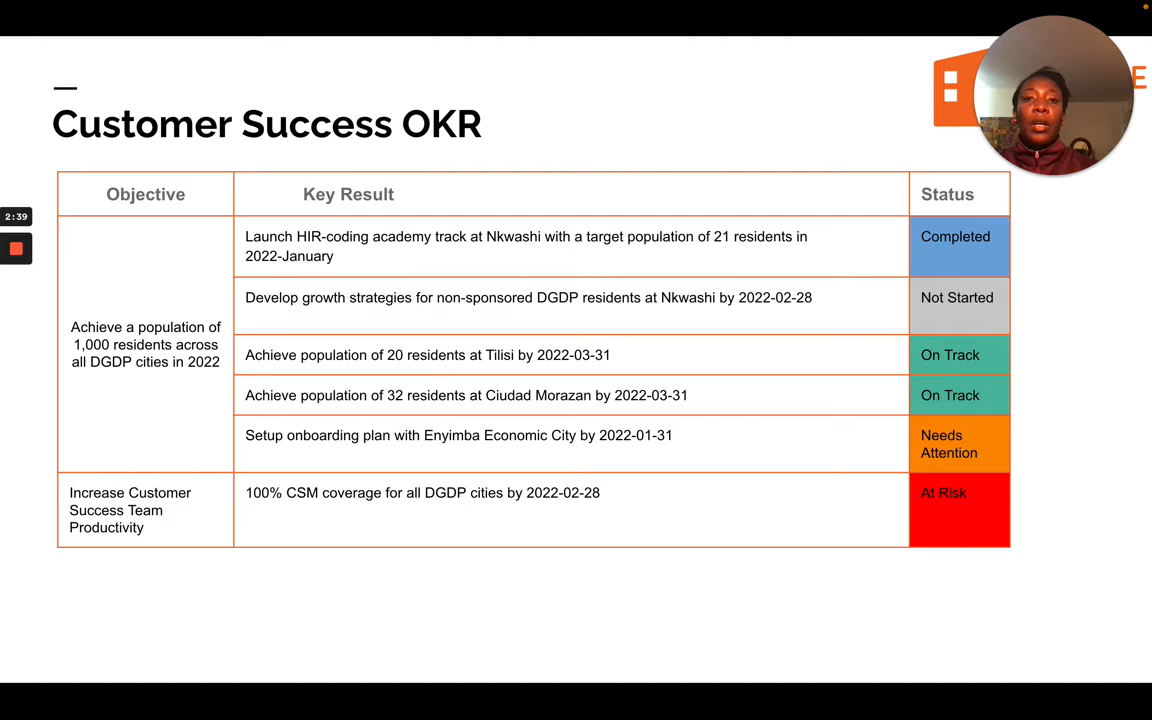 E
Customer Success OKR
Objective
Key Result
Status
Launch HIR-coding academy track at Nkwashi with a target population of 21 residents in
2022-January
Completed
Develop growth strategies for non-sponsored DGDP residents at Nkwashi by 2022-02-28
Not Started
Achieve a population of
1,000 residents across
all DGDP cities in 2022
Achieve population of 20 residents at Tilisi by 2022-03-31
On Track
Achieve population of 32 residents at Ciudad Morazan by 2022-03-31
On Track
Setup onboarding plan with Enyimba Economic City by 2022-01-31
Needs
Attention
Increase Customer
Success Team
Productivity
100% CSM coverage for all DGDP cities by 2022-02-28
At Risk
2:39